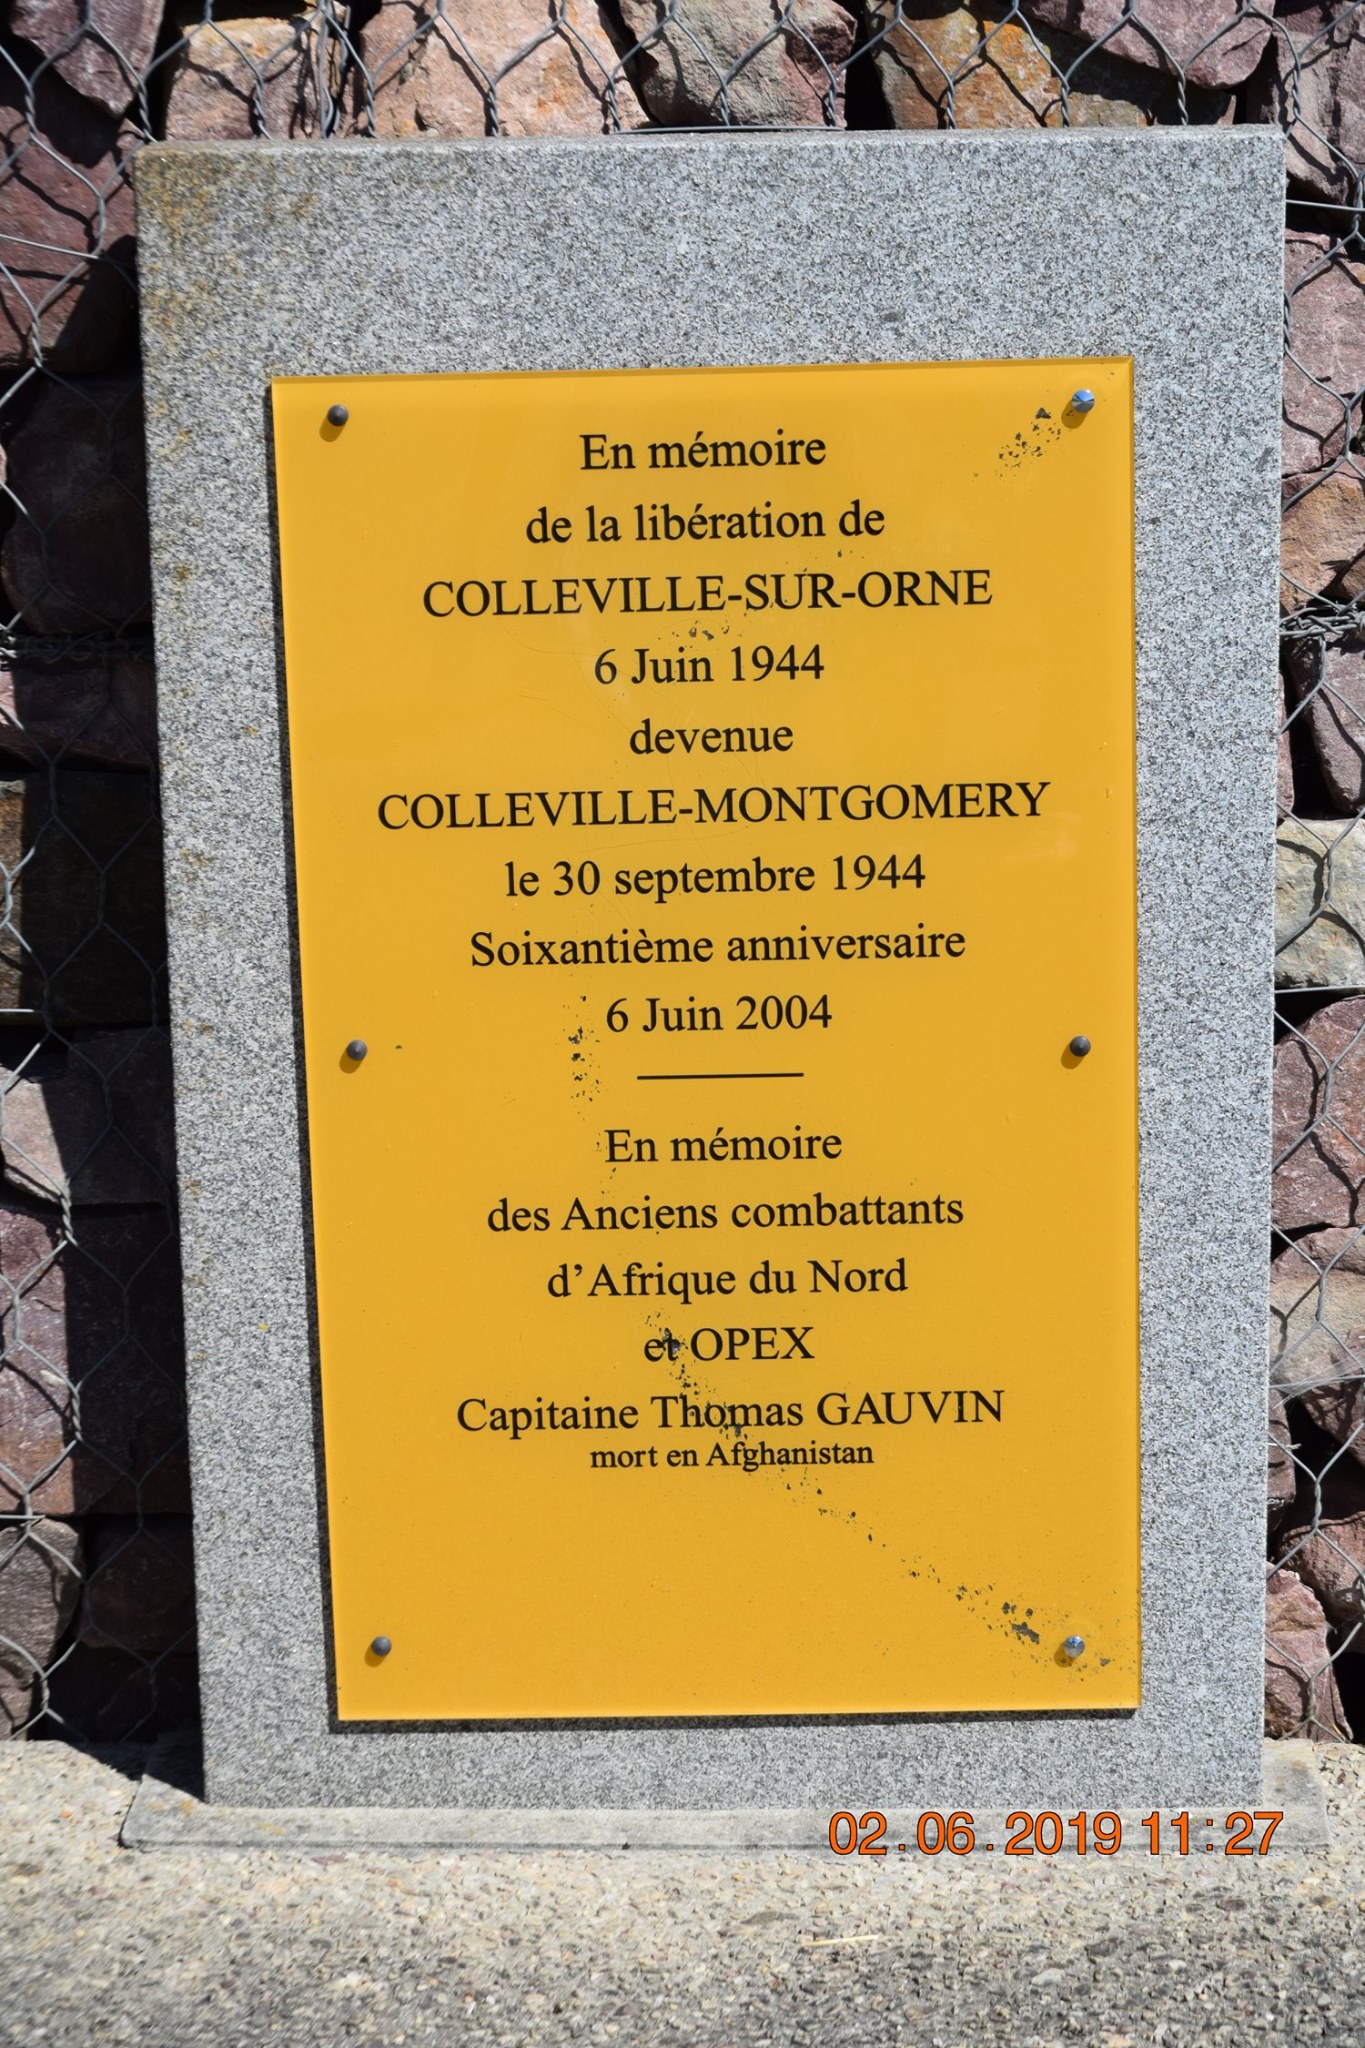 En mémoire
de la libération de
COLLEVILLE-SUR-ORNE
6 Juin 1944
devenue
COLLEVILLE-MONTGOMERY
le 30 septembre 1944
Soixantième anniversaire
6 Juin 2004
En mémoire
des Anciens combattants
d'Afrique du Nord
et OPEX
Capitaine Thomas GAUVIN
mort en Afghanistan
02.06.2019 11:27